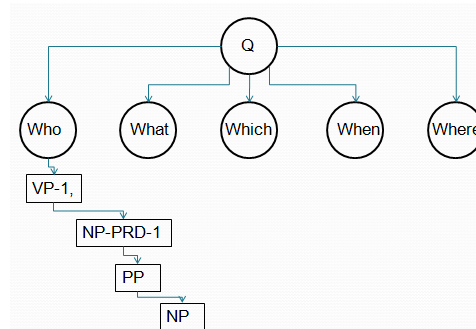 Q
Who
What
Which
When
Where
VP-1,
NP-PRD-1
PP
NP